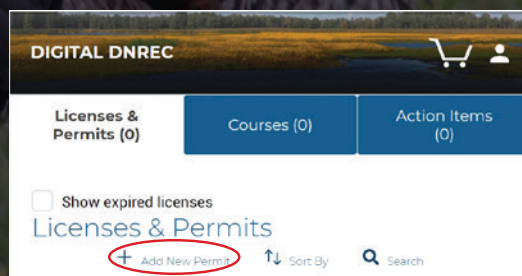 DIGITAL DNREC
Licenses &
Permits (0)
Courses (0)
Action Items
(0)
Show expired licenses
Licenses & Permits
+ Add New Permit
↑↓ Sort By
Search